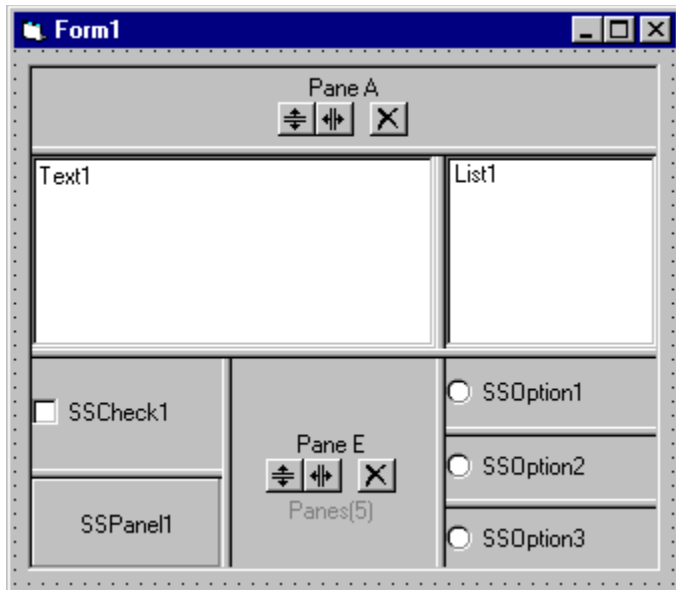 Form1
Pane A
Text1
List1
SSCheck1
SSOption1
Pane E
SSOption2
Panes(5)
SSPanel1
SSOption3